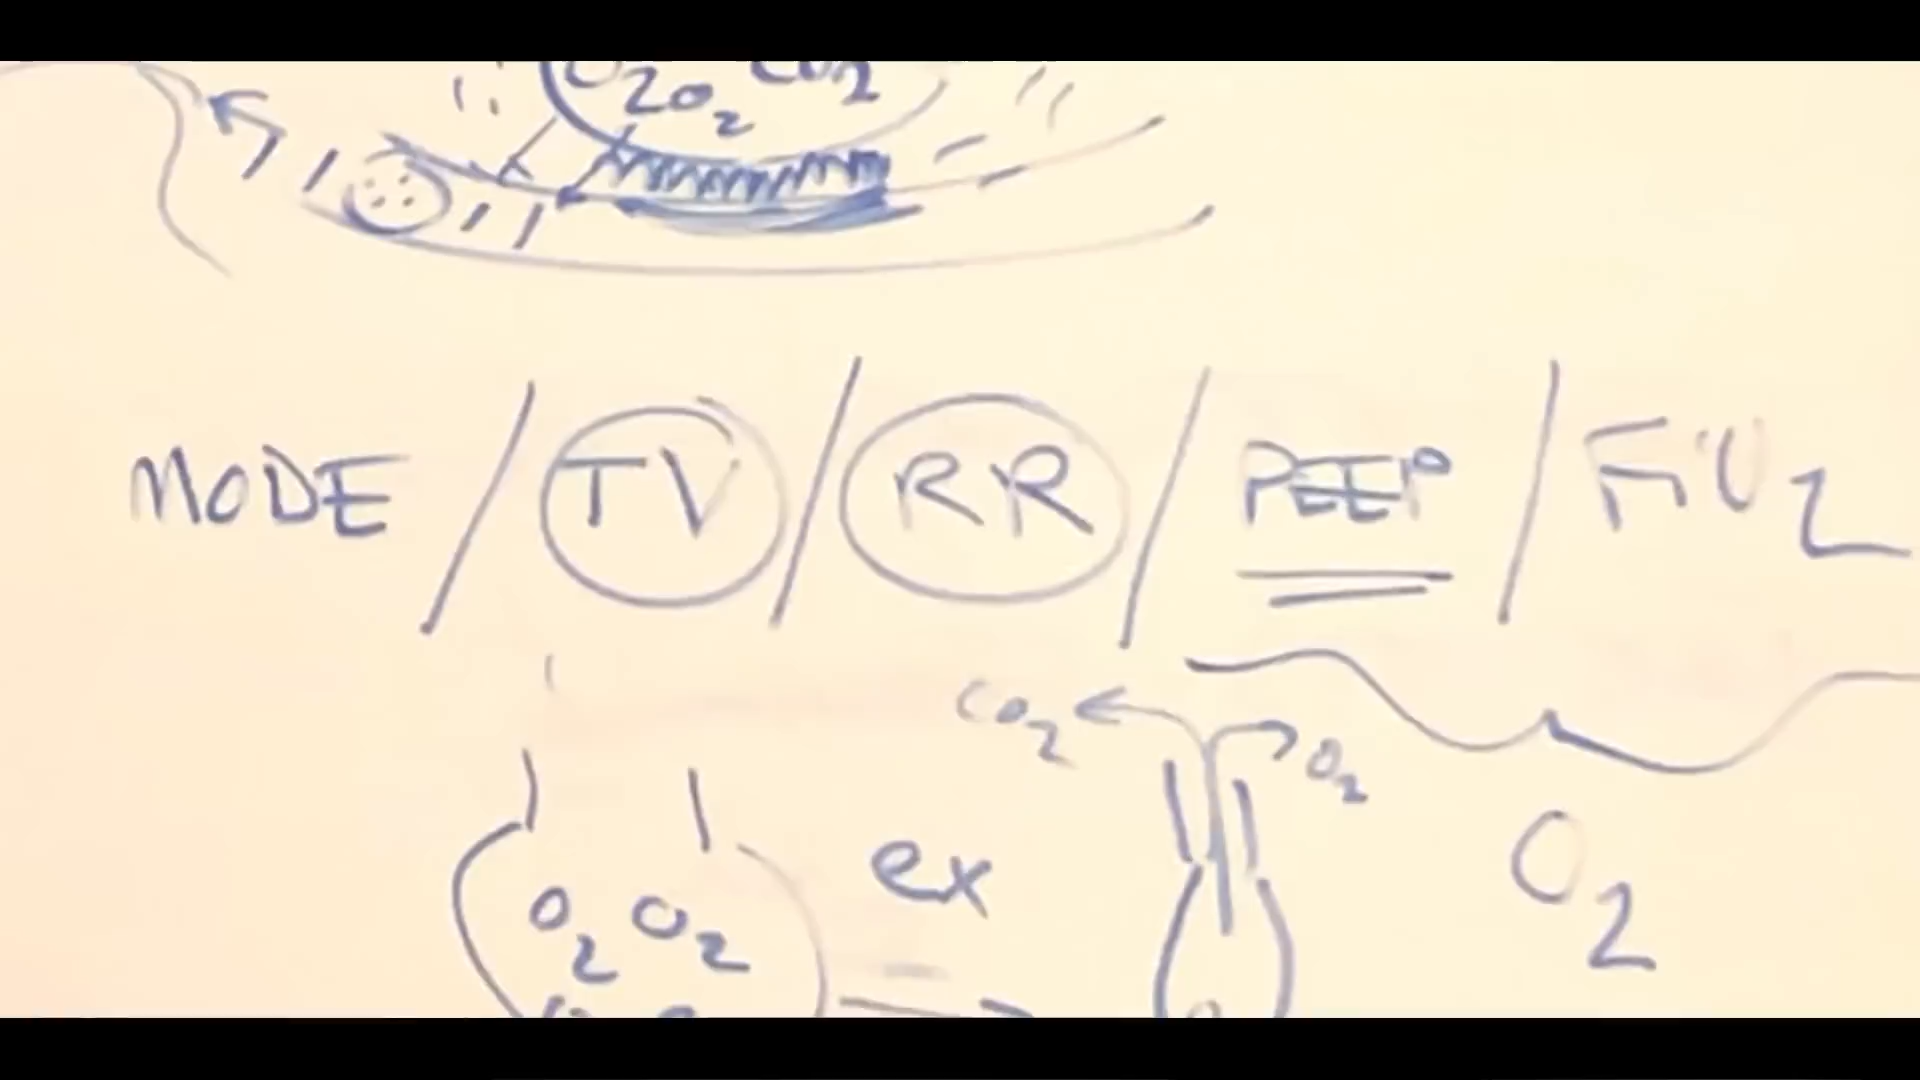 O2 O2 CO2
MODE / TV / RR / PEEP / FiO2
CO2 O2
O2 O2 ex O2